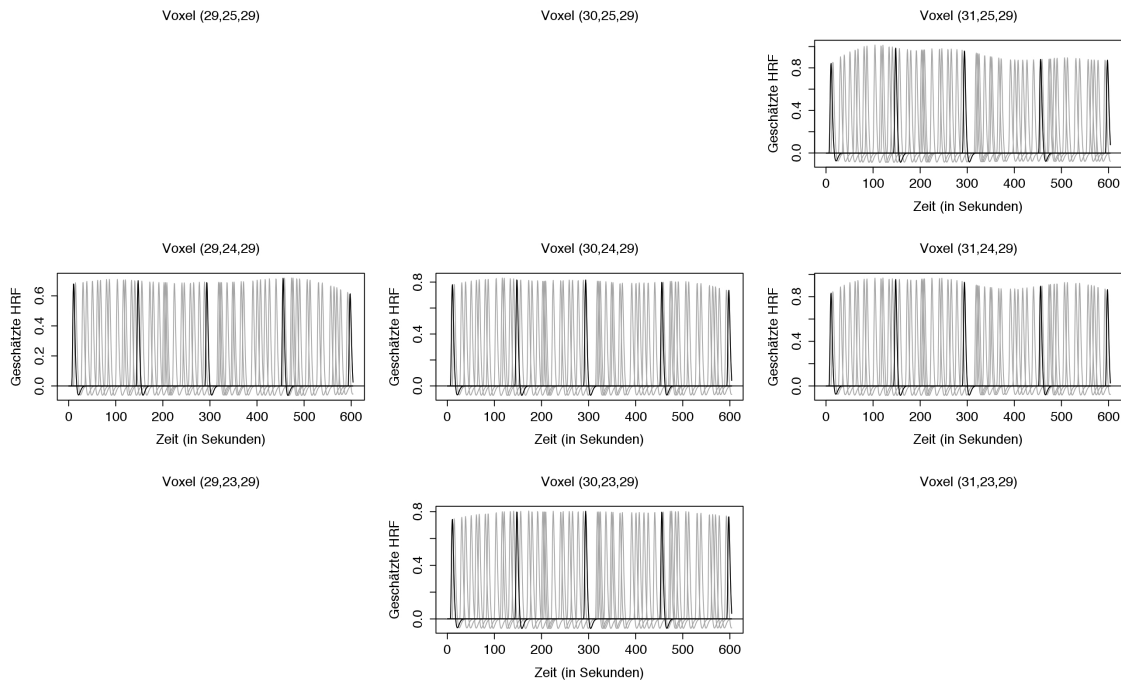 Voxel (29,25,29) Voxel (30,25,29) Voxel (31,25,29)
Geschätzte HRF
0.0 0.4 0.8
0 100 200 300 400 500 600
Zeit (in Sekunden)
Voxel (29,24,29) Voxel (30,24,29) Voxel (31,24,29)
Geschätzte HRF
0.0 0.2 0.4 0.6
0 100 200 300 400 500 600
Zeit (in Sekunden)
Geschätzte HRF
0.0 0.4 0.8
0 100 200 300 400 500 600
Zeit (in Sekunden)
Geschätzte HRF
0.0 0.4 0.8
0 100 200 300 400 500 600
Zeit (in Sekunden)
Voxel (29,23,29) Voxel (30,23,29) Voxel (31,23,29)
Geschätzte HRF
0.0 0.4 0.8
0 100 200 300 400 500 600
Zeit (in Sekunden)